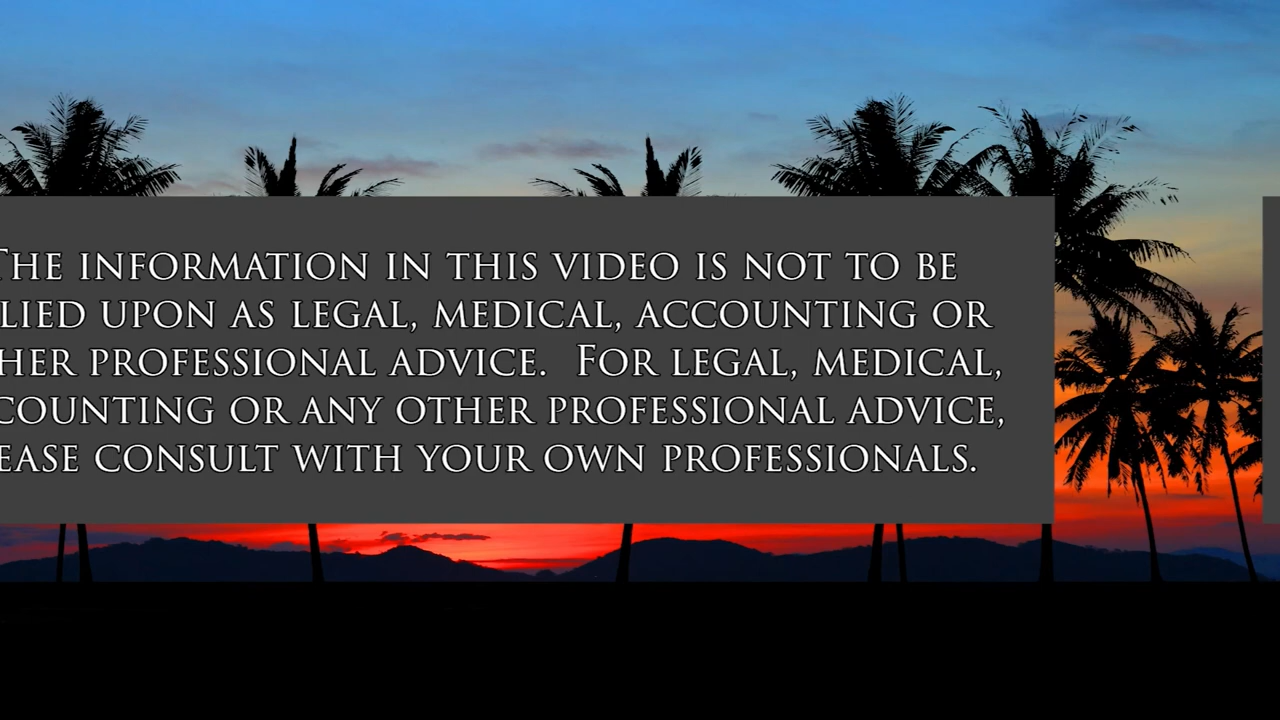 The information in this video is not to be
lied upon as legal, medical, accounting or
her professional advice. For legal, medical,
counting or any other professional advice,
ease consult with your own professionals.